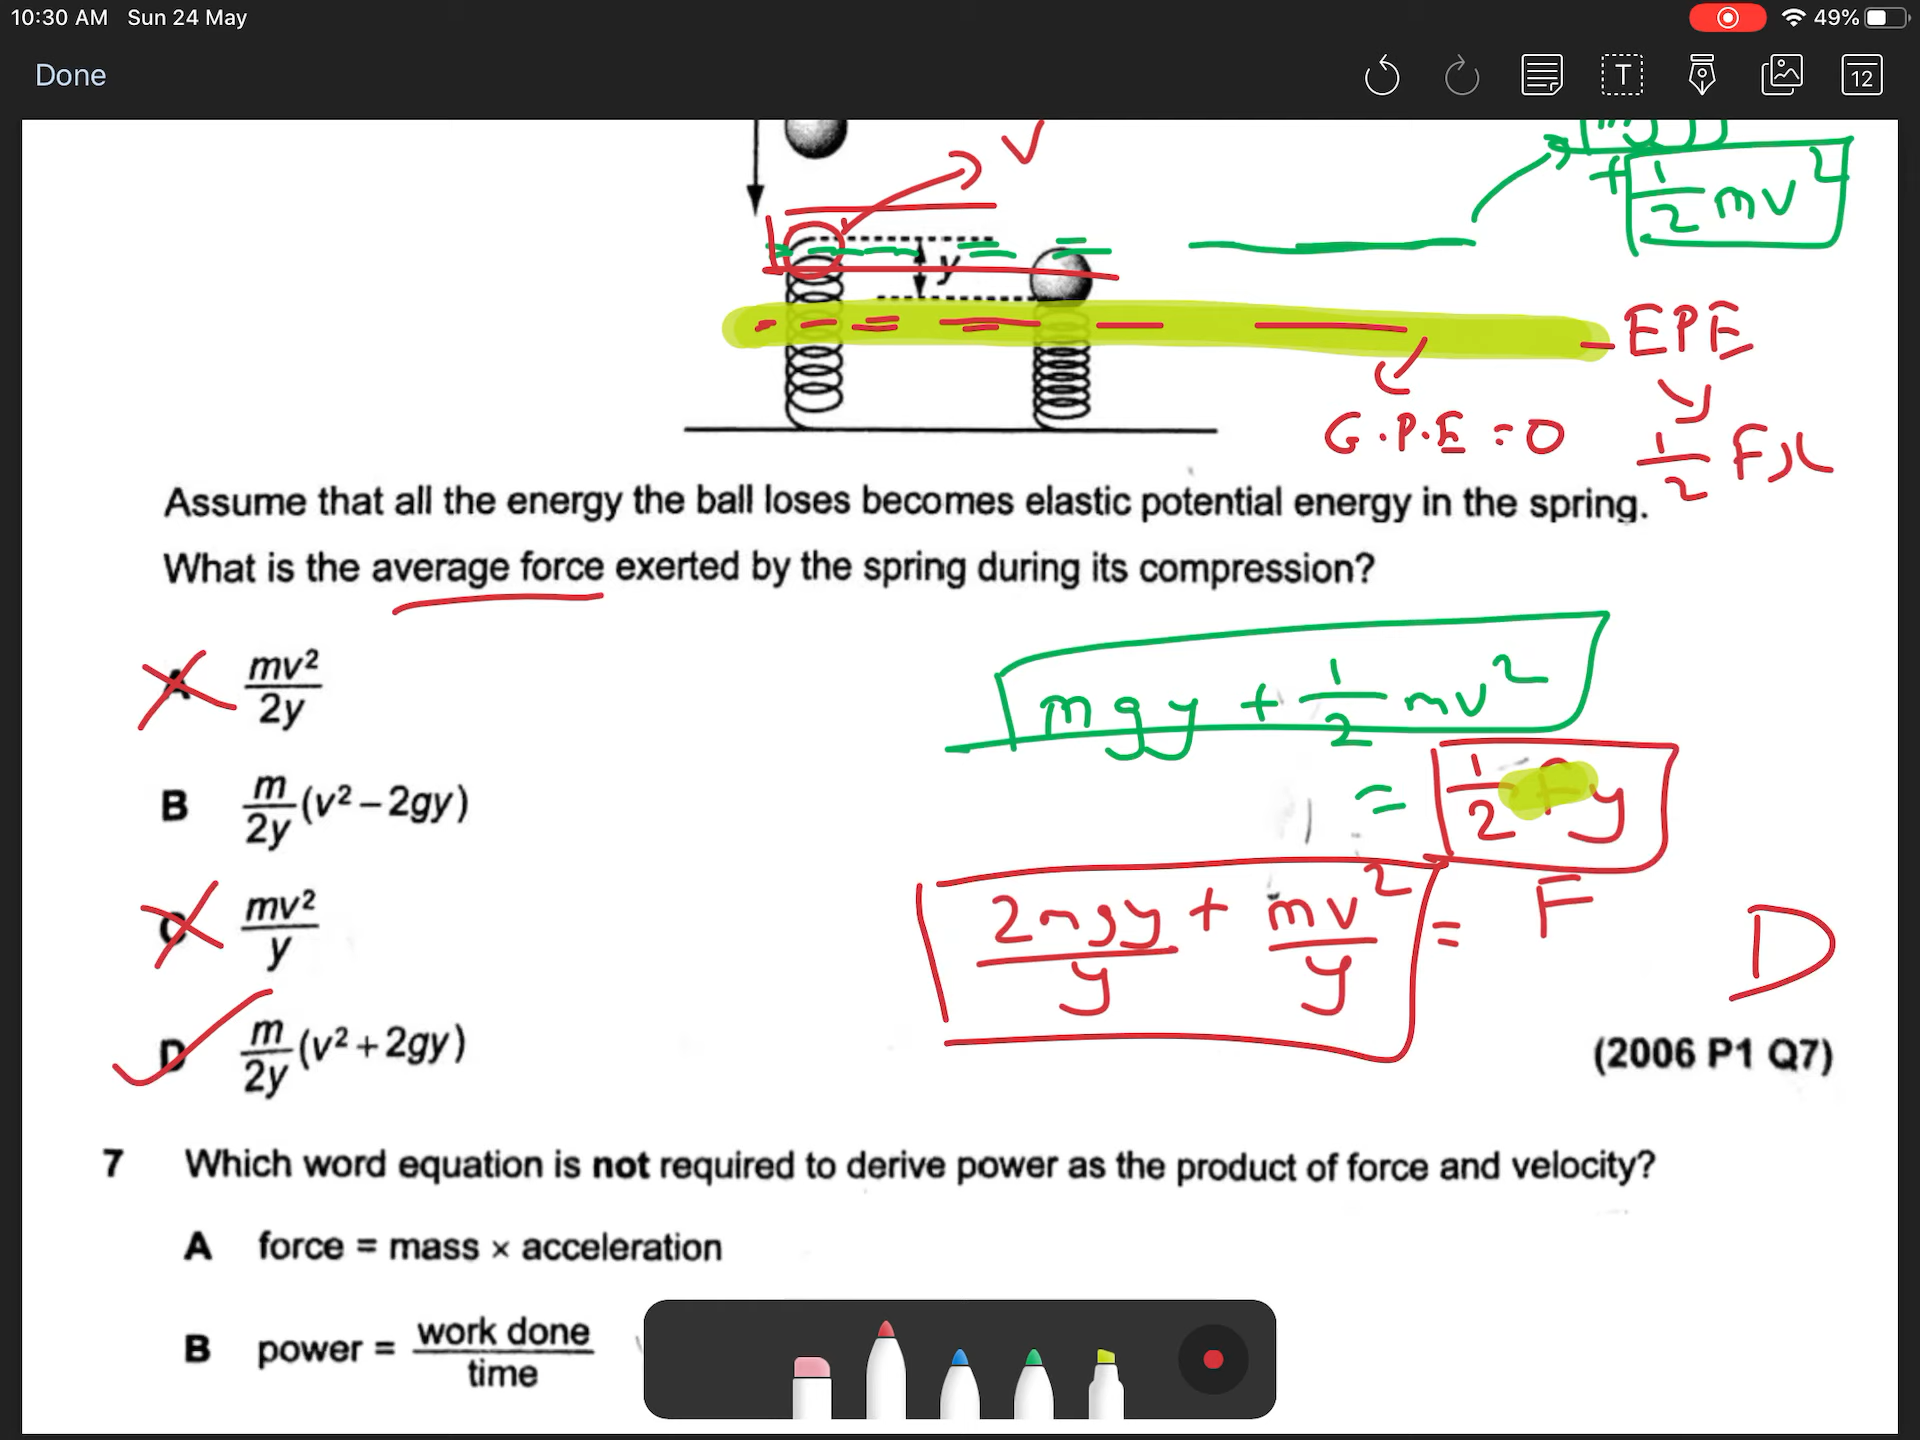 10:30 AM Sun 24 May
49%
Done
T
12
V
+ 1/2 mv²
y
EPE
G.P.E = 0
1/2 Fx
Assume that all the energy the ball loses becomes elastic potential energy in the spring.
What is the average force exerted by the spring during its compression?
mgy + 1/2 mv²
A mv²/2y
= 1/2 F y
B m/2y (v² – 2gy)
C mv²/y
2mgy/y + mv²/y = F
D
D m/2y (v² + 2gy)
(2006 P1 Q7)
7 Which word equation is not required to derive power as the product of force and velocity?
A force = mass × acceleration
B power = work done/time